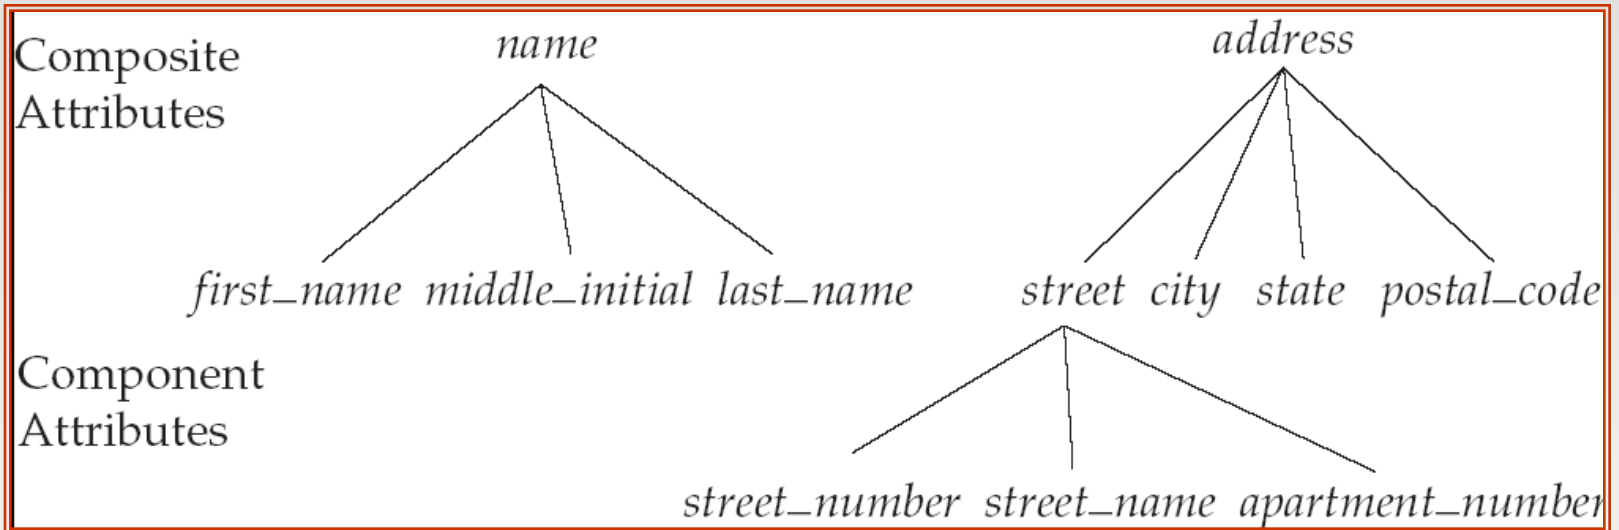 Composite
Attributes
name
address
first_name middle_initial last_name
street city state postal_code
Component
Attributes
street_number street_name apartment_number